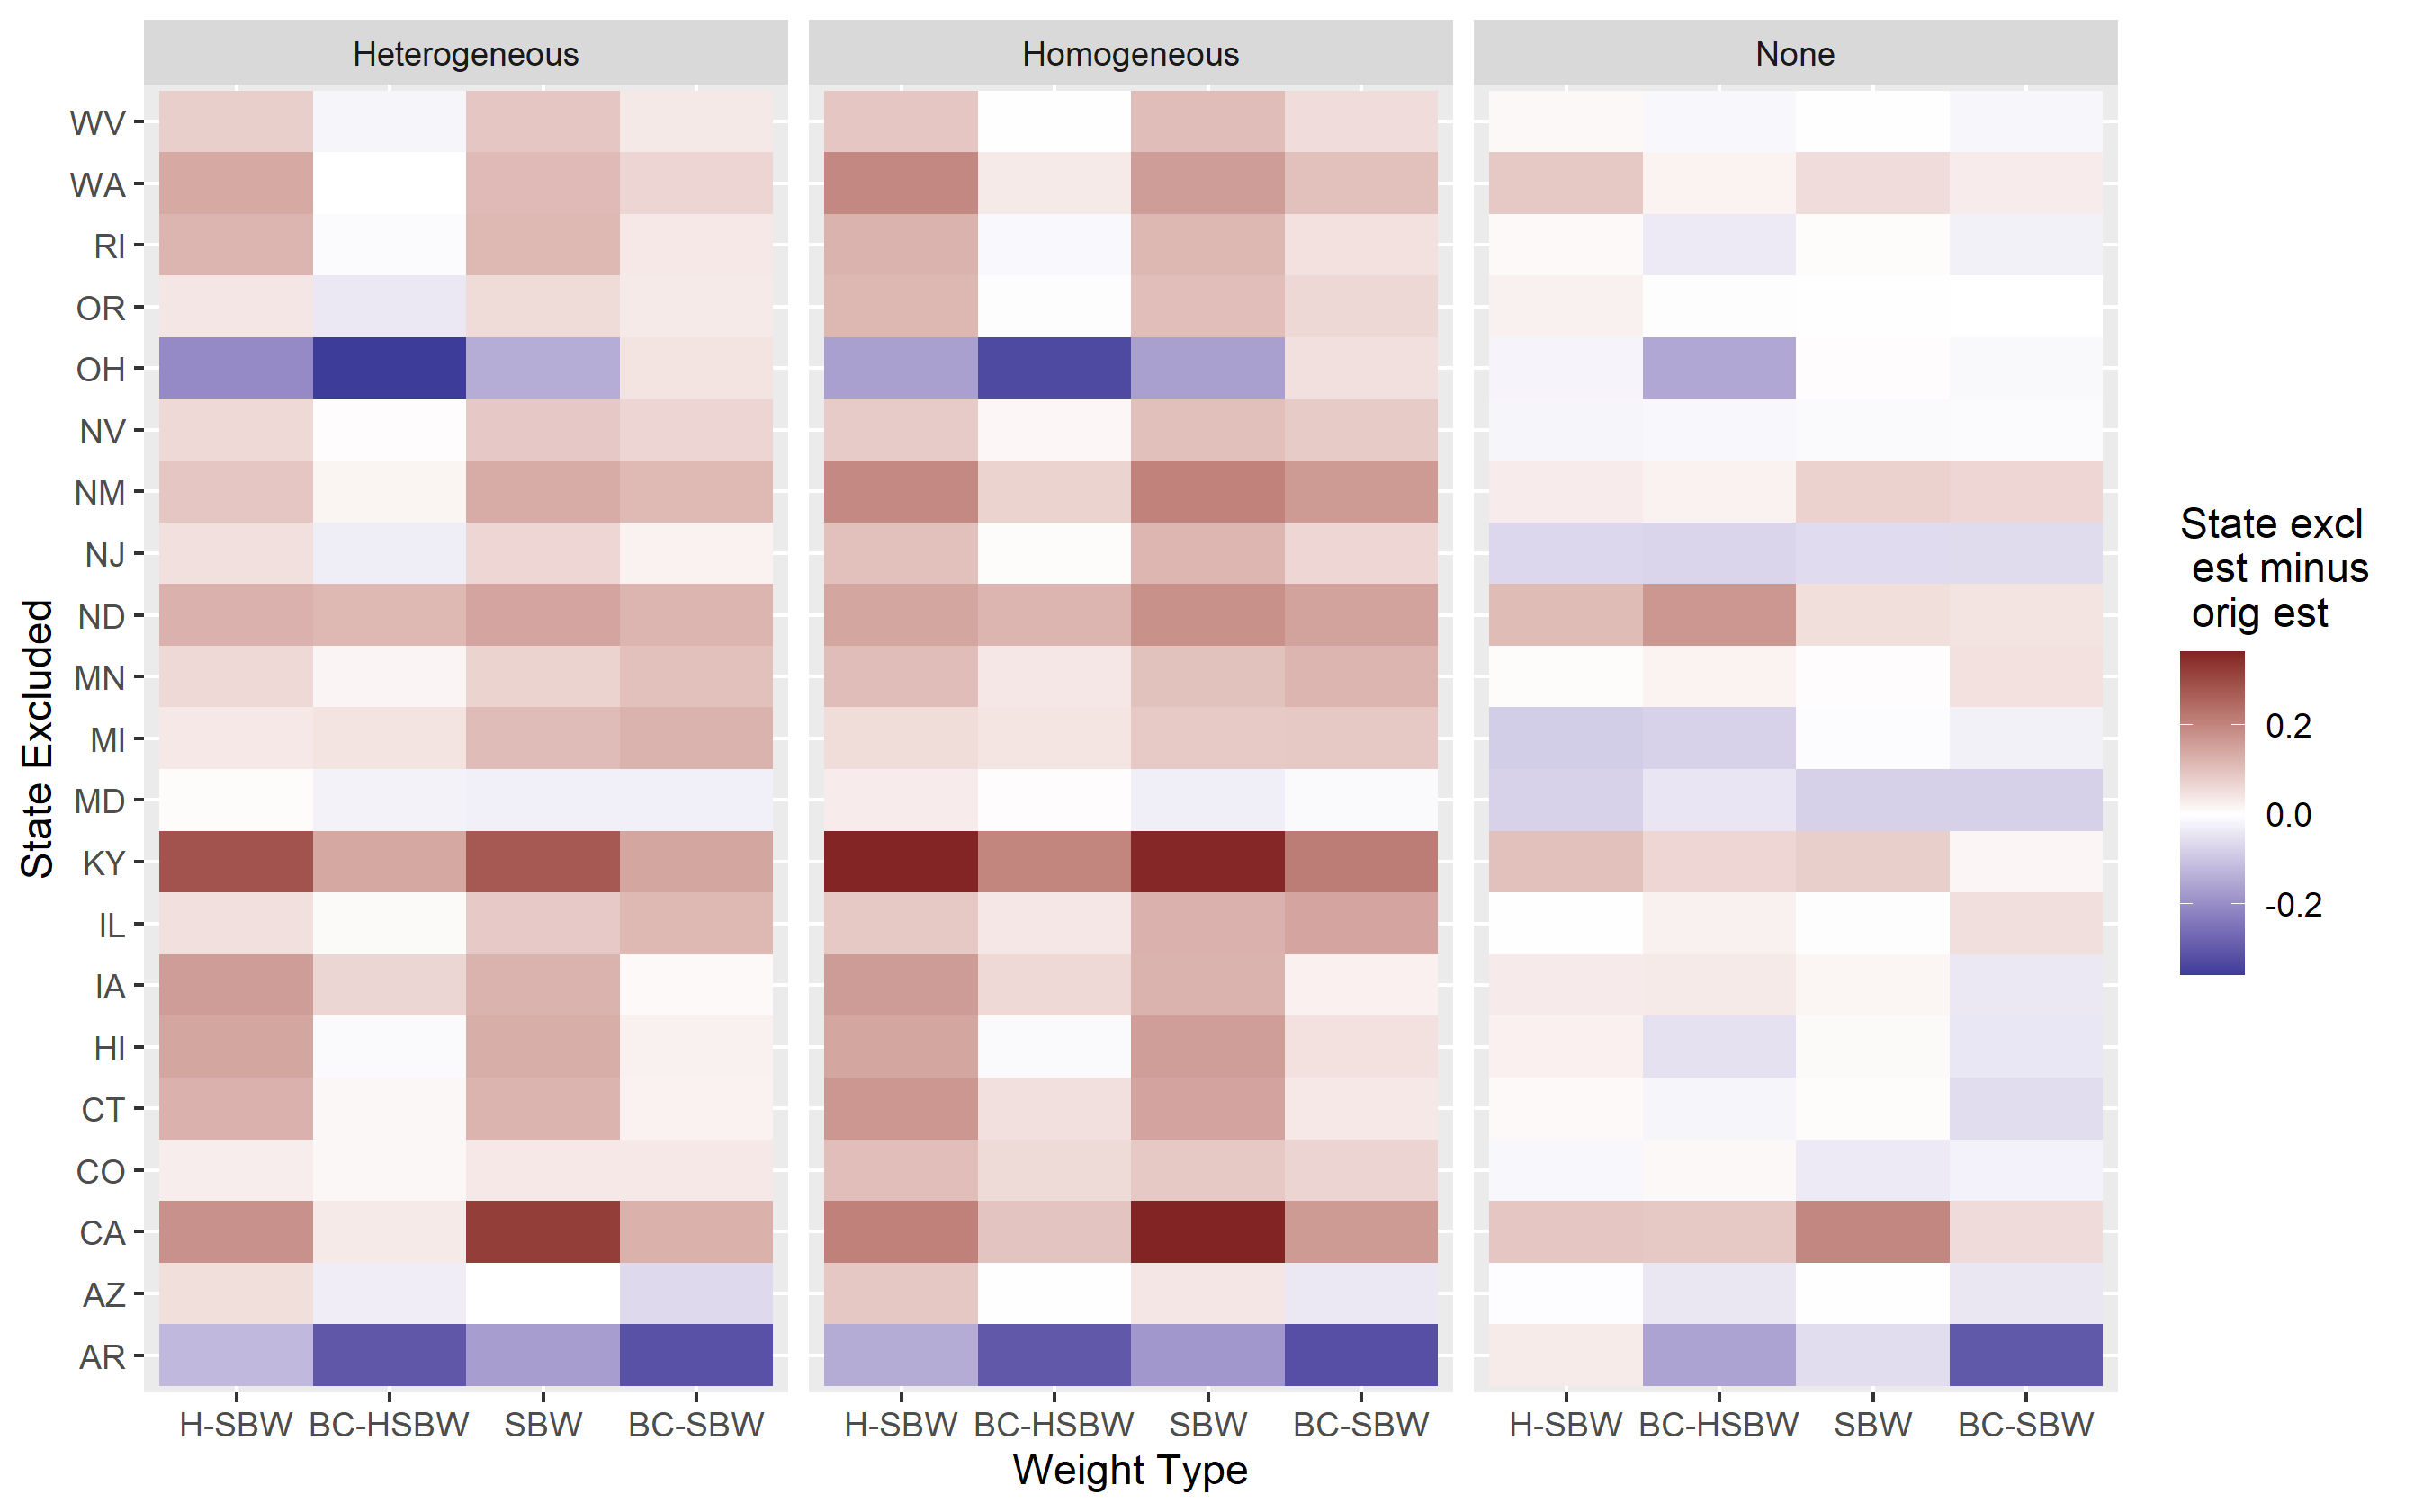 Heterogeneous
Homogeneous
None
State Excluded
WV
WA
RI
OR
OH
NV
NM
NJ
ND
MN
MI
MD
KY
IL
IA
HI
CT
CO
CA
AZ
AR
H-SBW BC-HSBW SBW BC-SBW
H-SBW BC-HSBW SBW BC-SBW
H-SBW BC-HSBW SBW BC-SBW
Weight Type
State excl
est minus
orig est
0.2
0.0
-0.2